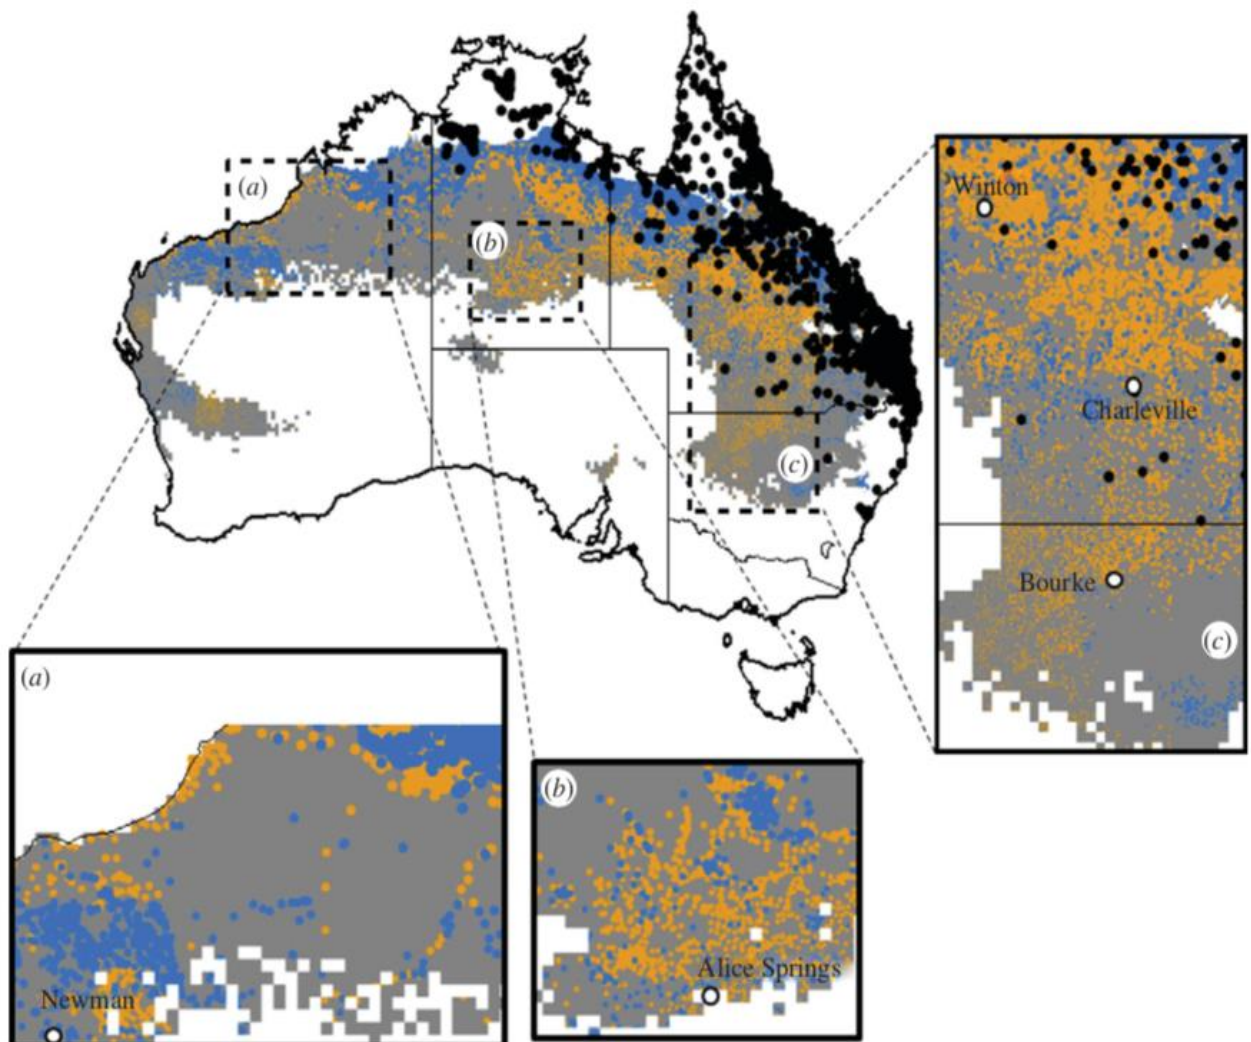 (a)
(b)
(c)
Winton
Charleville
Bourke
(c)
(a)
Newman
(b)
Alice Springs